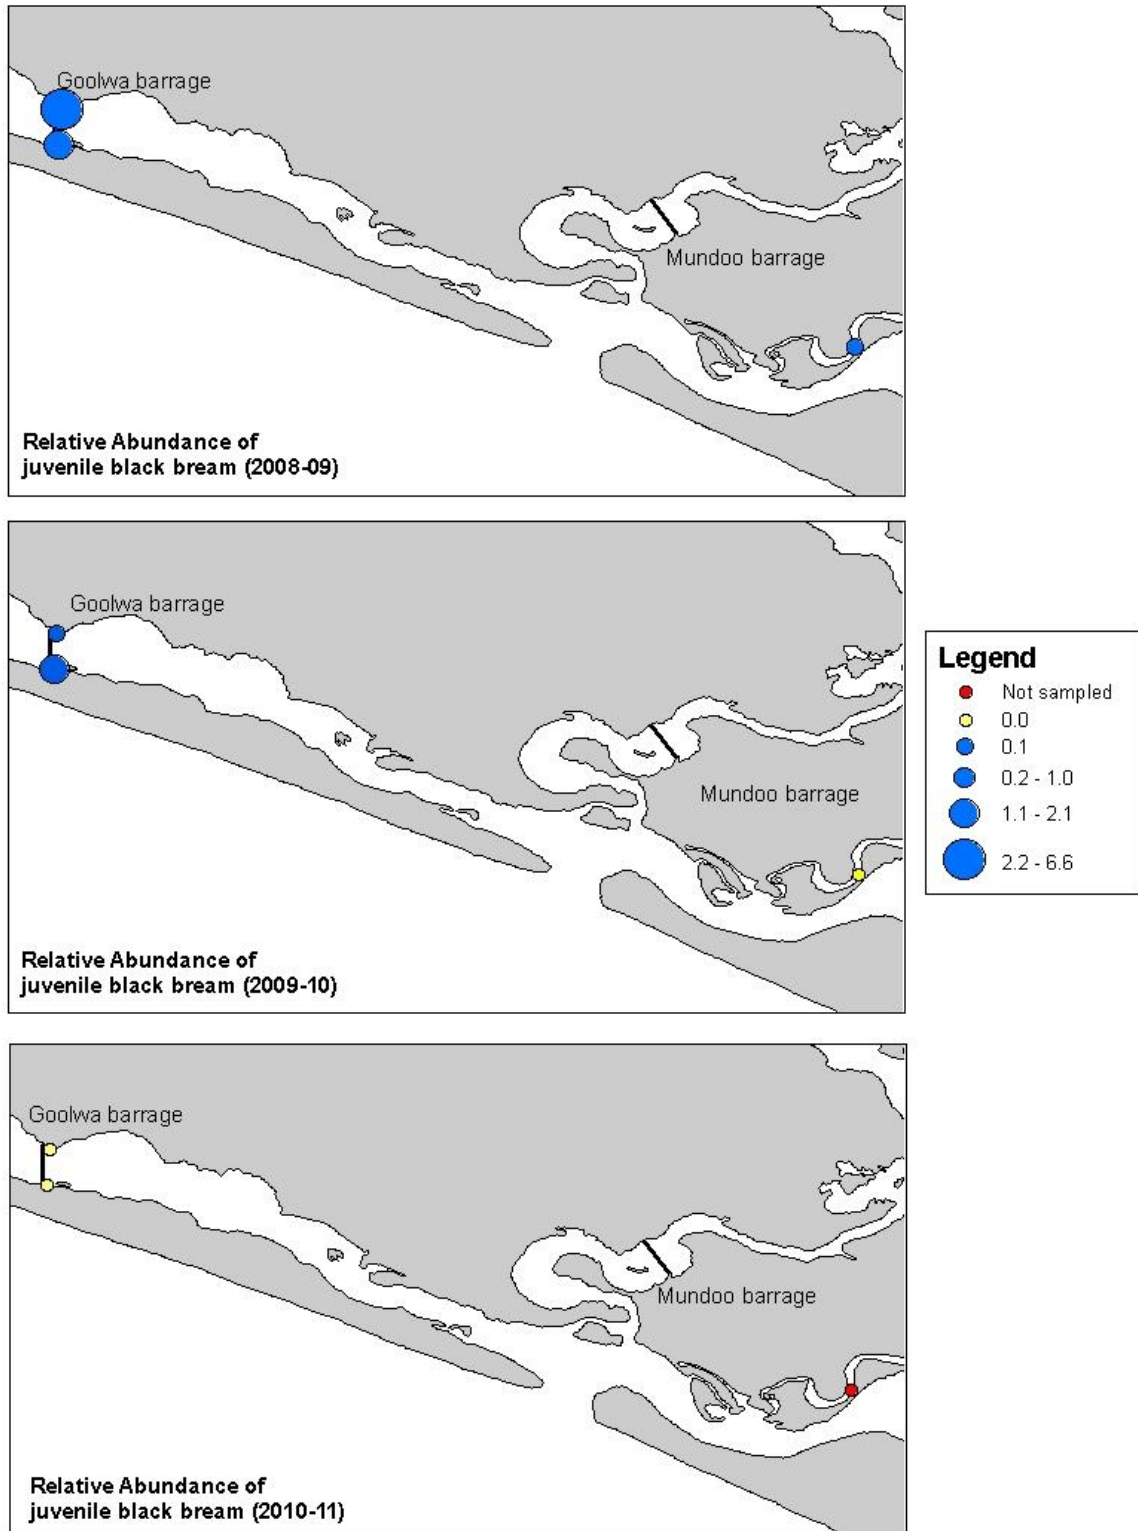 Goolwa barrage
Mundoo barrage
Relative Abundance of
juvenile black bream (2008-09)
Goolwa barrage
Mundoo barrage
Relative Abundance of
juvenile black bream (2009-10)
Legend
Not sampled
0.0
0.1
0.2 - 1.0
1.1 - 2.1
2.2 - 6.6
Goolwa barrage
Mundoo barrage
Relative Abundance of
juvenile black bream (2010-11)